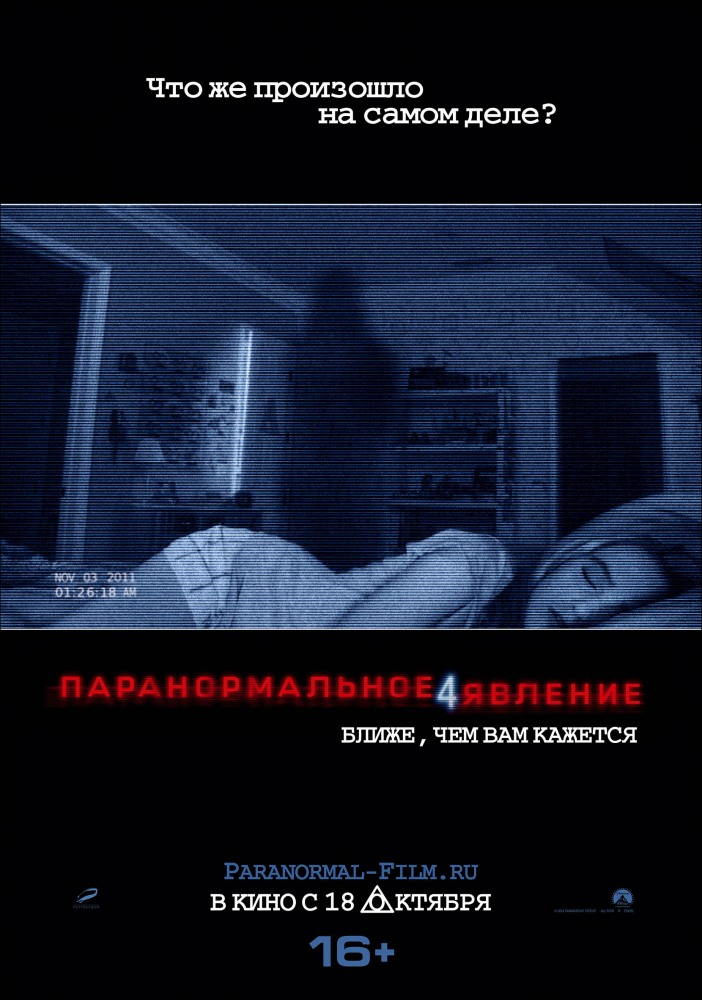 Что же произошло
на самом деле?
NOV 03 2011
01:26:18 AM
ПАРАНОРМАЛЬНОЕ 4 ЯВЛЕНИЕ
БЛИЖЕ, ЧЕМ ВАМ КАЖЕТСЯ
PARANORMAL-FILM.RU
В КИНО С 18 ОКТЯБРЯ
16+